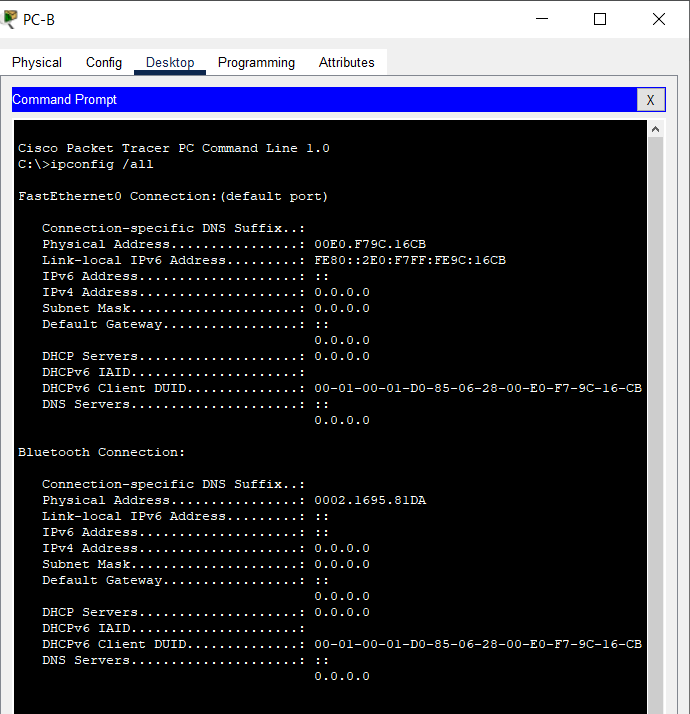 PC-B
Physical Config Desktop Programming Attributes
Command Prompt X
Cisco Packet Tracer PC Command Line 1.0
C:\>ipconfig /all
FastEthernet0 Connection:(default port)
Connection-specific DNS Suffix..:
Physical Address................: 00E0.F79C.16CB
Link-local IPv6 Address.........: FE80::2E0:F7FF:FE9C:16CB
IPv6 Address....................: ::
IPv4 Address....................: 0.0.0.0
Subnet Mask.....................: 0.0.0.0
Default Gateway.................: ::
0.0.0.0
DHCP Servers....................: 0.0.0.0
DHCPv6 IAID.....................:
DHCPv6 Client DUID..............: 00-01-00-01-D0-85-06-28-00-E0-F7-9C-16-CB
DNS Servers.....................: ::
0.0.0.0
Bluetooth Connection:
Connection-specific DNS Suffix..:
Physical Address................: 0002.1695.81DA
Link-local IPv6 Address.........: ::
IPv6 Address....................: ::
IPv4 Address....................: 0.0.0.0
Subnet Mask.....................: 0.0.0.0
Default Gateway.................: ::
0.0.0.0
DHCP Servers....................: 0.0.0.0
DHCPv6 IAID.....................:
DHCPv6 Client DUID..............: 00-01-00-01-D0-85-06-28-00-E0-F7-9C-16-CB
DNS Servers.....................: ::
0.0.0.0